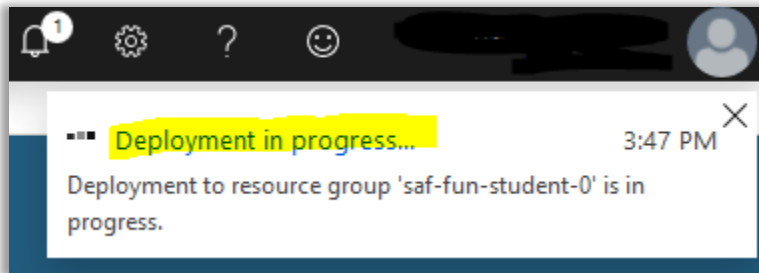 1
?
Deployment in progress...
3:47 PM
Deployment to resource group 'saf-fun-student-0' is in
progress.